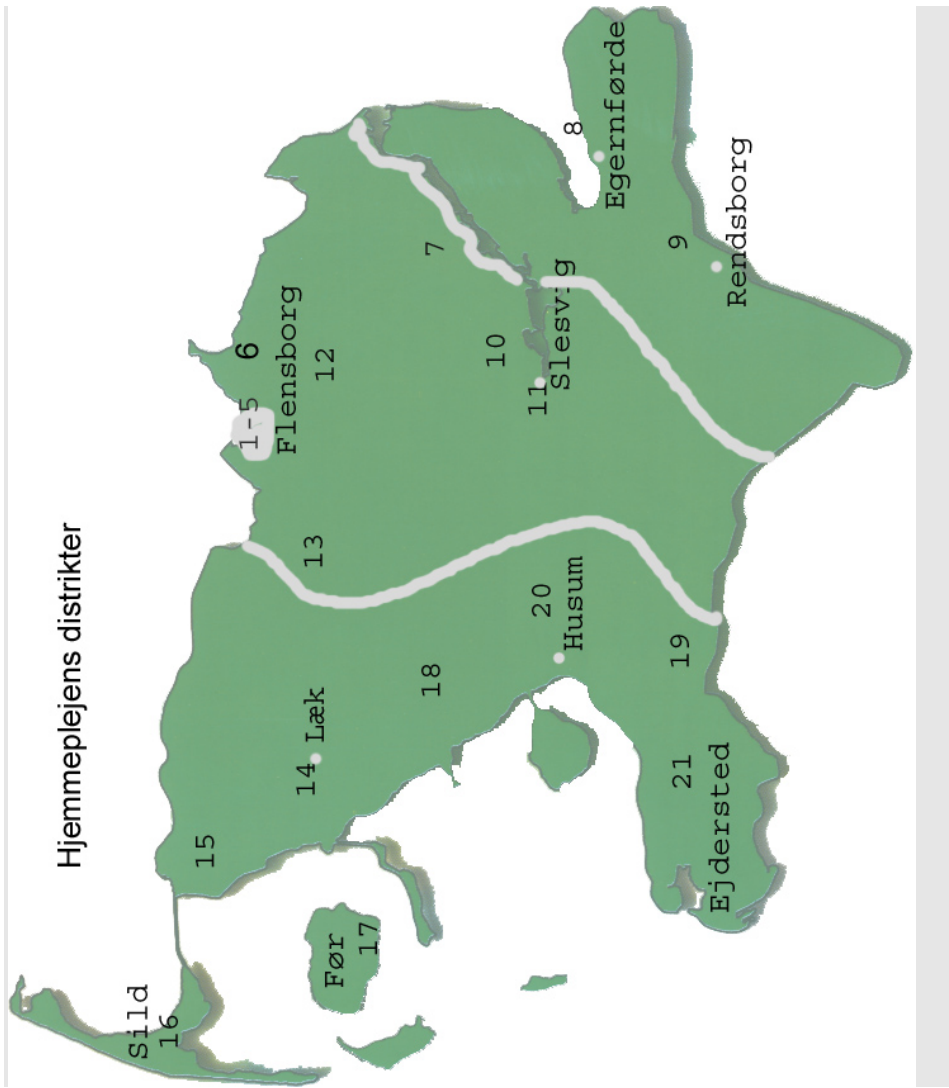 Hjemmeplejens distrikter
Sild
16
15
Før
17
14
Læk
13
1-5
6
Flensborg
12
18
7
10
11
Slesvig
20
Husum
8
Egernførde
9
Rendsborg
19
21
Ejdersted